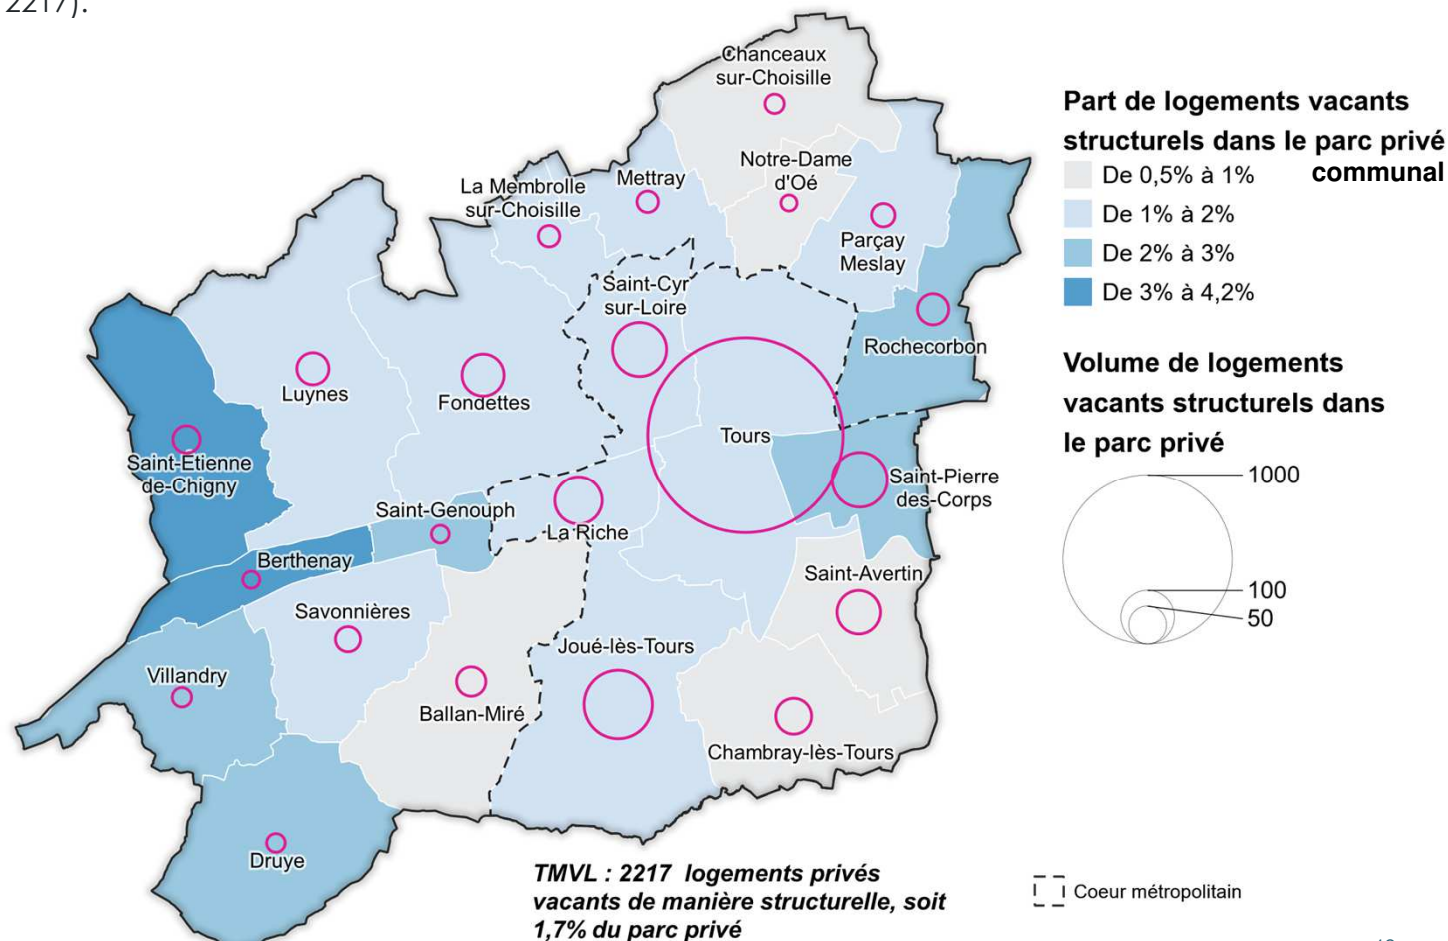 2217).
Chanceaux
sur-Choisille
Notre-Dame
d'Oé
La Membrolle
sur-Choisille
Mettray
Parçay
Meslay
Saint-Cyr
sur-Loire
Rochecorbon
Luynes
Fondettes
Tours
Saint-Etienne
de-Chigny
Saint-Pierre
des-Corps
Saint-Genouph
La Riche
Berthenay
Saint-Avertin
Savonnières
Joué-lès-Tours
Villandry
Ballan-Miré
Chambray-lès-Tours
Druye
TMVL : 2217 logements privés
vacants de manière structurelle, soit
1,7% du parc privé
Part de logements vacants
structurels dans le parc privé
communal
De 0,5% à 1%
De 1% à 2%
De 2% à 3%
De 3% à 4,2%
Volume de logements
vacants structurels dans
le parc privé
1000
100
50
Coeur métropolitain